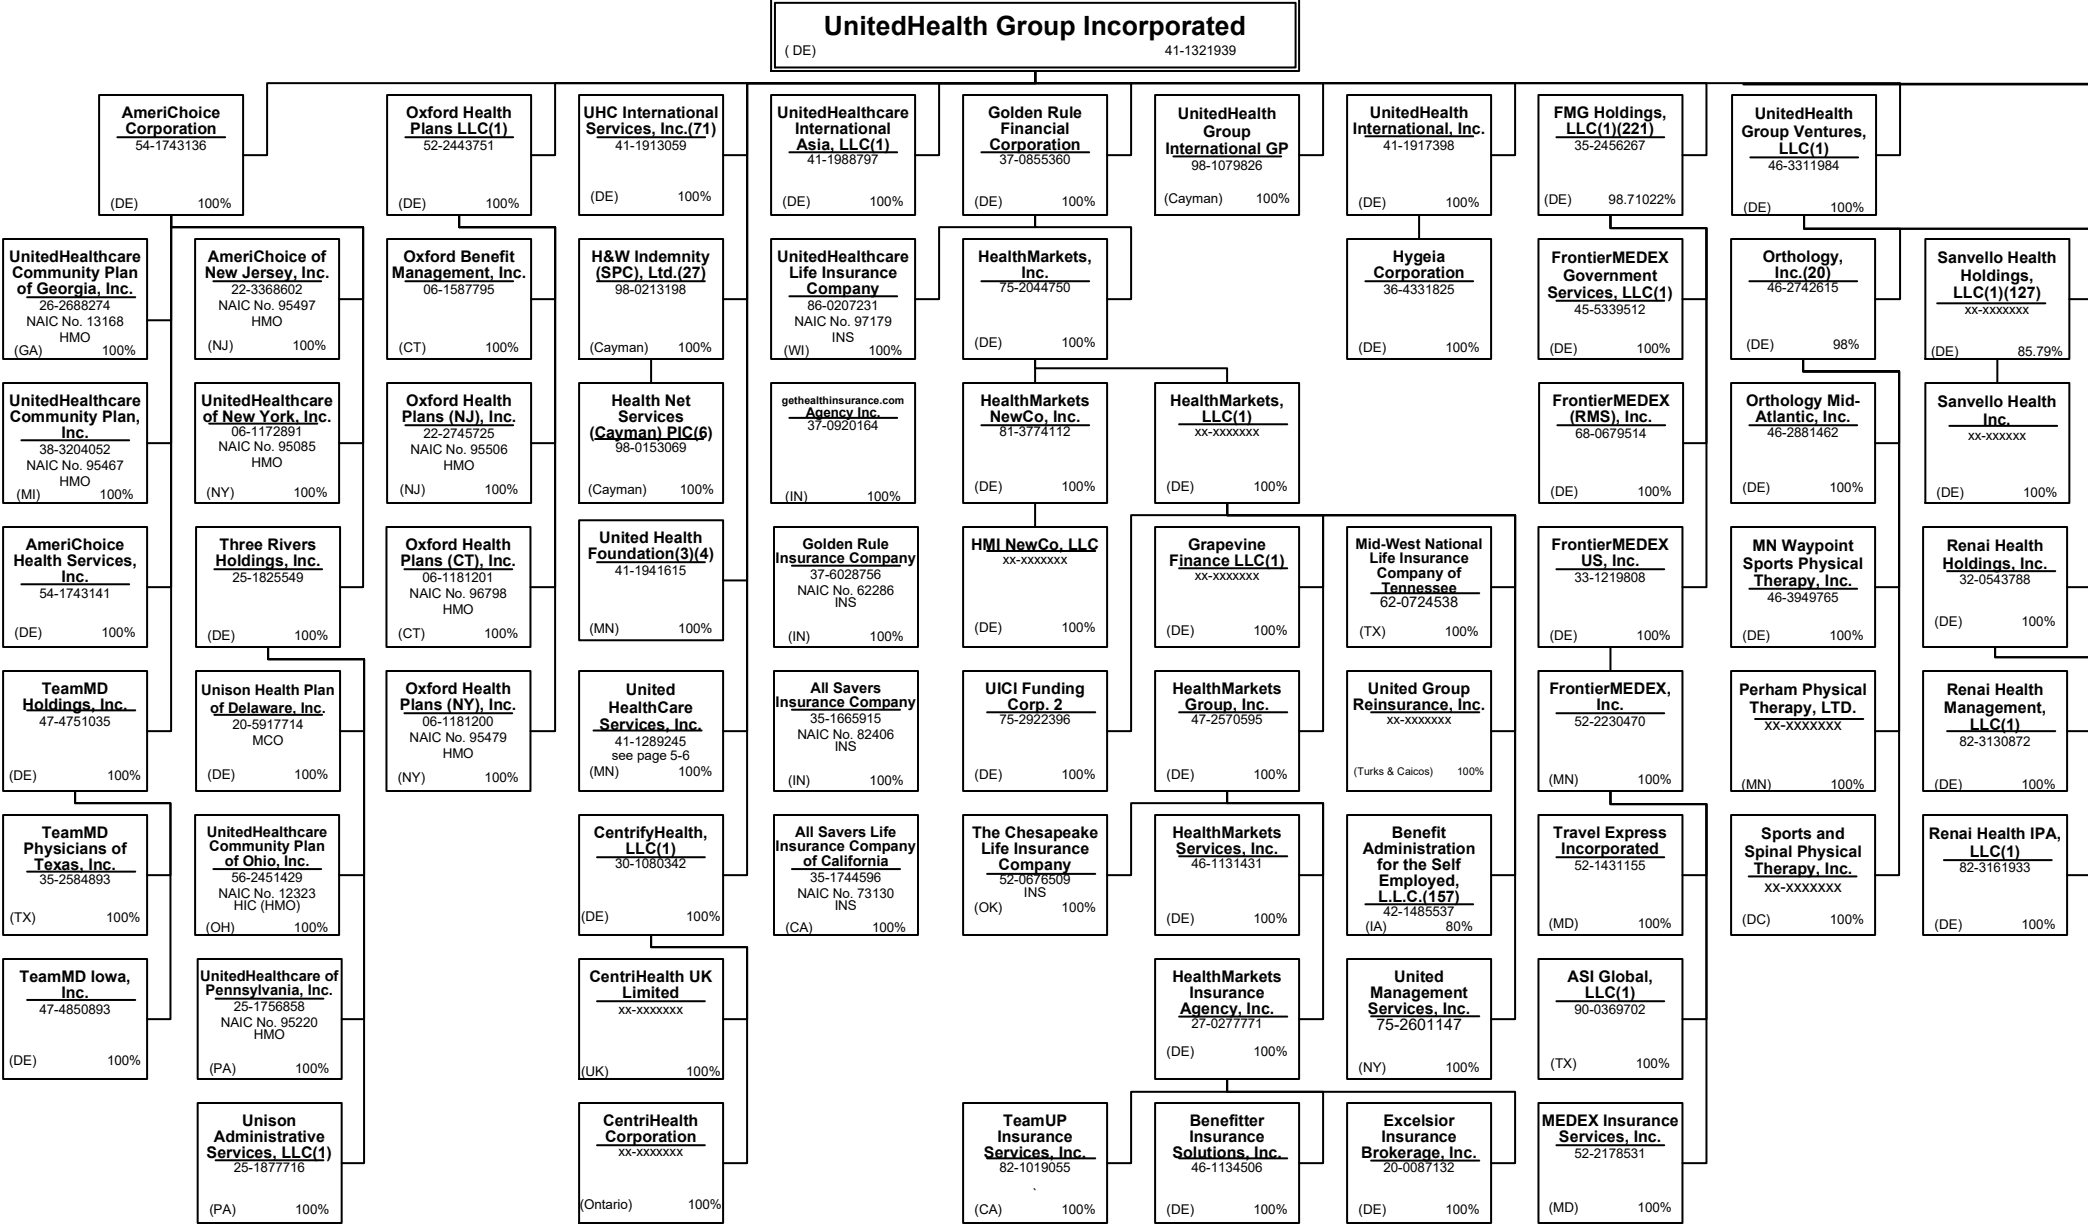 UnitedHealth Group Incorporated
( DE) 41-1321939
AmeriChoice
Corporation
54-1743136
(DE) 100%
Oxford Health
Plans LLC(1)
52-2443751
(DE) 100%
UHC International
Services, Inc.(71)
41-1913059
(DE) 100%
UnitedHealthcare
International
Asia, LLC(1)
41-1988797
(DE) 100%
Golden Rule
Financial
Corporation
37-0855360
(DE) 100%
UnitedHealth
Group
International GP
98-1079826
(Cayman) 100%
UnitedHealth
International, Inc.
41-1917398
(DE) 100%
FMG Holdings,
LLC(1)(221)
35-2456267
(DE) 98.71022%
UnitedHealth
Group Ventures,
LLC(1)
46-3311984
(DE) 100%
UnitedHealthcare
Community Plan
of Georgia, Inc.
26-2688274
NAIC No. 13168
HMO
(GA) 100%
AmeriChoice of
New Jersey, Inc.
22-3368602
NAIC No. 95497
HMO
(NJ) 100%
Oxford Benefit
Management, Inc.
06-1587795
(CT) 100%
H&W Indemnity
(SPC), Ltd.(27)
98-0213198
(Cayman) 100%
UnitedHealthcare
Life Insurance
Company
86-0207231
NAIC No. 97179
INS
(WI) 100%
HealthMarkets,
Inc.
75-2044750
(DE) 100%
Hygeia
Corporation
36-4331825
(DE) 100%
FrontierMEDEX
Government
Services, LLC(1)
45-5339512
(DE) 100%
Orthology,
Inc.(20)
46-2742615
(DE) 98%
Sanvello Health
Holdings,
LLC(1)(127)
xx-xxxxxxx
(DE) 85.79%
UnitedHealthcare
Community Plan,
Inc.
38-3204052
NAIC No. 95467
HMO
(MI) 100%
UnitedHealthcare
of New York, Inc.
06-1172891
NAIC No. 95085
HMO
(NY) 100%
Oxford Health
Plans (NJ), Inc.
22-2745725
NAIC No. 95506
HMO
(NJ) 100%
Health Net
Services
(Cayman) PIC(6)
98-0153069
(Cayman) 100%
gethealthinsurance.com
Agency Inc.
37-0920164
(IN) 100%
HealthMarkets
NewCo, Inc.
81-3774112
(DE) 100%
HealthMarkets,
LLC(1)
xx-xxxxxxx
(DE) 100%
FrontierMEDEX
(RMS), Inc.
68-0679514
(DE) 100%
Orthology Mid-
Atlantic, Inc.
46-2881462
(DE) 100%
Sanvello Health
Inc.
xx-xxxxxx
(DE) 100%
AmeriChoice
Health Services,
Inc.
54-1743141
(DE) 100%
Three Rivers
Holdings, Inc.
25-1825549
(DE) 100%
Oxford Health
Plans (CT), Inc.
06-1181201
NAIC No. 96798
HMO
(CT) 100%
United Health
Foundation(3)(4)
41-1941615
(MN) 100%
Golden Rule
Insurance Company
37-6028756
NAIC No. 62286
INS
(IN) 100%
HMI NewCo, LLC
xx-xxxxxxx
(DE) 100%
Grapevine
Finance LLC(1)
xx-xxxxxxx
(DE) 100%
Mid-West National
Life Insurance
Company of
Tennessee
62-0724538
(TX) 100%
FrontierMEDEX
US, Inc.
33-1219808
(DE) 100%
MN Waypoint
Sports Physical
Therapy, Inc.
46-3949765
(DE) 100%
Renai Health
Holdings, Inc.
32-0543788
(DE) 100%
TeamMD
Holdings, Inc.
47-4751035
(DE) 100%
Unison Health Plan
of Delaware, Inc.
20-5917714
MCO
(DE) 100%
Oxford Health
Plans (NY), Inc.
06-1181200
NAIC No. 95479
HMO
(NY) 100%
United
HealthCare
Services, Inc.
41-1289245
see page 5-6
(MN) 100%
All Savers
Insurance Company
35-1665915
NAIC No. 82406
INS
(IN) 100%
UICI Funding
Corp. 2
75-2922396
(DE) 100%
HealthMarkets
Group, Inc.
47-2570595
(DE) 100%
United Group
Reinsurance, Inc.
xx-xxxxxxx
(Turks & Caicos) 100%
FrontierMEDEX,
Inc.
52-2230470
(MN) 100%
Perham Physical
Therapy, LTD.
xx-xxxxxxx
(MN) 100%
Renai Health
Management,
LLC(1)
82-3130872
(DE) 100%
TeamMD
Physicians of
Texas, Inc.
35-2584893
(TX) 100%
UnitedHealthcare
Community Plan
of Ohio, Inc.
56-2451429
NAIC No. 12323
HIC (HMO)
(OH) 100%
CentrifyHealth,
LLC(1)
30-1080342
(DE) 100%
All Savers Life
Insurance Company
of California
35-1744596
NAIC No. 73130
INS
(CA) 100%
The Chesapeake
Life Insurance
Company
52-0676509
INS
(OK) 100%
HealthMarkets
Services, Inc.
46-1131431
(DE) 100%
Benefit
Administration
for the Self
Employed,
L.L.C.(157)
42-1485537
(IA) 80%
Travel Express
Incorporated
52-1431155
(MD) 100%
Sports and
Spinal Physical
Therapy, Inc.
xx-xxxxxxx
(DC) 100%
Renai Health IPA,
LLC(1)
82-3161933
(DE) 100%
TeamMD Iowa,
Inc.
47-4850893
(DE) 100%
UnitedHealthcare of
Pennsylvania, Inc.
25-1756858
NAIC No. 95220
HMO
(PA) 100%
CentriHealth UK
Limited
xx-xxxxxxx
(UK) 100%
HealthMarkets
Insurance
Agency, Inc.
27-0277771
(DE) 100%
United
Management
Services, Inc.
75-2601147
(NY) 100%
ASI Global,
LLC(1)
90-0369702
(TX) 100%
Unison
Administrative
Services, LLC(1)
25-1877716
(PA) 100%
CentriHealth
Corporation
xx-xxxxxxx
(Ontario) 100%
TeamUP
Insurance
Services, Inc.
82-1019055
(CA) 100%
Benefitter
Insurance
Solutions, Inc.
46-1134506
(DE) 100%
Excelsior
Insurance
Brokerage, Inc.
20-0087132
(DE) 100%
MEDEX Insurance
Services, Inc.
52-2178531
(MD) 100%